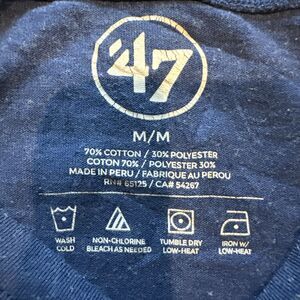 '47
M/M
70% COTTON / 30% POLYESTER
COTON 70% / POLYESTER 30%
MADE IN PERU / FABRIQUE AU PEROU
RN# 65125 / CA# 54267
WASH COLD
NON-CHLORINE BLEACH AS NEEDED
TUMBLE DRY LOW-HEAT
IRON W/ LOW-HEAT